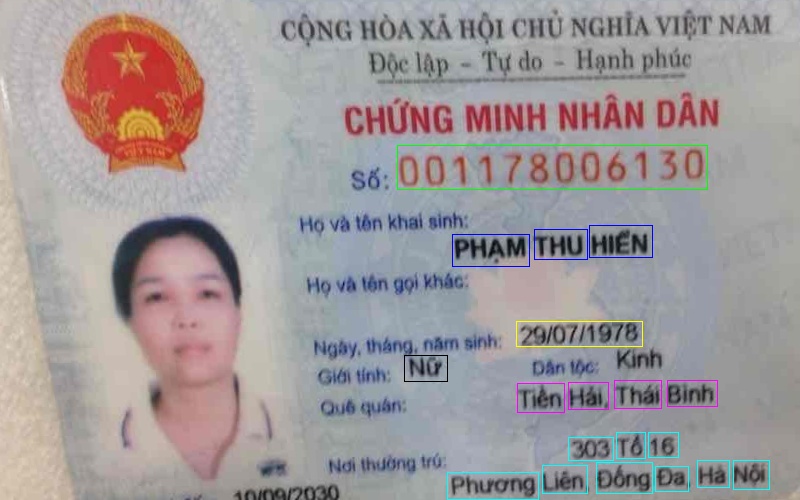 CỘNG HÒA XÃ HỘI CHỦ NGHĨA VIỆT NAM
Độc lập - Tự do - Hạnh phúc
CHỨNG MINH NHÂN DÂN
Số: 001178006130
Họ và tên khai sinh:
PHẠM THU HIỀN
Họ và tên gọi khác:
Ngày, tháng, năm sinh: 29/07/1978
Giới tính: Nữ Dân tộc: Kinh
Quê quán: Tiền Hải, Thái Bình
Nơi thường trú: 303 Tổ 16
Phương Liên, Đống Đa, Hà Nội
10/09/2030